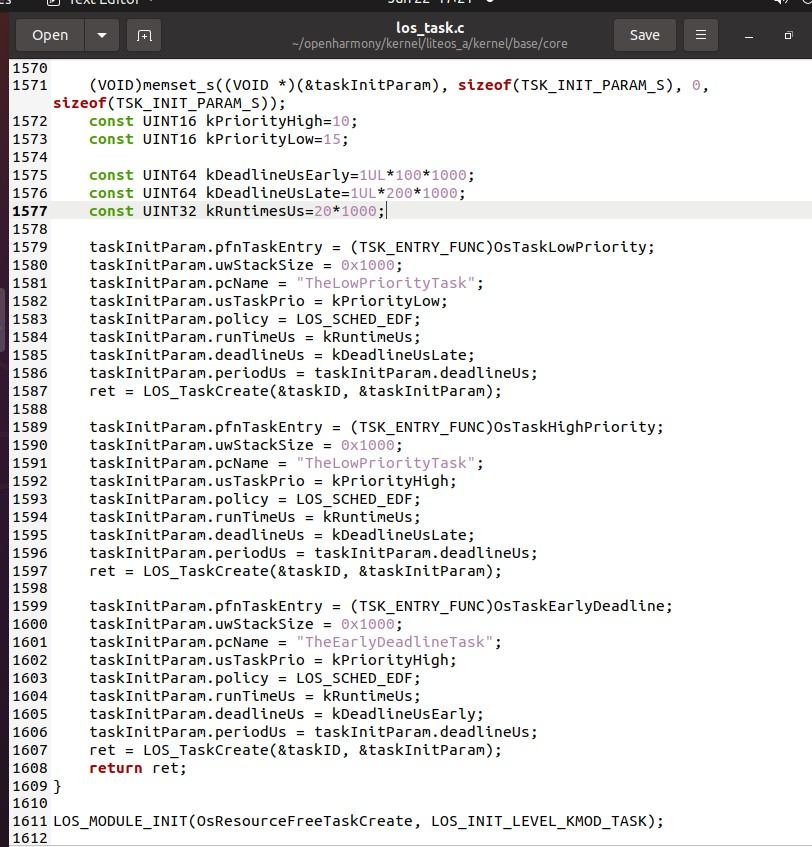 Text Editor
Jun 22 17:21
Open
los_task.c
~/openharmony/kernel/liteos_a/kernel/base/core
Save
1570
1571     (VOID)memset_s((VOID *)(&taskInitParam), sizeof(TSK_INIT_PARAM_S), 0,
sizeof(TSK_INIT_PARAM_S));
1572     const UINT16 kPriorityHigh=10;
1573     const UINT16 kPriorityLow=15;
1574
1575     const UINT64 kDeadlineUsEarly=1UL*100*1000;
1576     const UINT64 kDeadlineUsLate=1UL*200*1000;
1577     const UINT32 kRuntimesUs=20*1000;
1578
1579     taskInitParam.pfnTaskEntry = (TSK_ENTRY_FUNC)OsTaskLowPriority;
1580     taskInitParam.uwStackSize = 0x1000;
1581     taskInitParam.pcName = "TheLowPriorityTask";
1582     taskInitParam.usTaskPrio = kPriorityLow;
1583     taskInitParam.policy = LOS_SCHED_EDF;
1584     taskInitParam.runTimeUs = kRuntimeUs;
1585     taskInitParam.deadlineUs = kDeadlineUsLate;
1586     taskInitParam.periodUs = taskInitParam.deadlineUs;
1587     ret = LOS_TaskCreate(&taskID, &taskInitParam);
1588
1589     taskInitParam.pfnTaskEntry = (TSK_ENTRY_FUNC)OsTaskHighPriority;
1590     taskInitParam.uwStackSize = 0x1000;
1591     taskInitParam.pcName = "TheLowPriorityTask";
1592     taskInitParam.usTaskPrio = kPriorityHigh;
1593     taskInitParam.policy = LOS_SCHED_EDF;
1594     taskInitParam.runTimeUs = kRuntimeUs;
1595     taskInitParam.deadlineUs = kDeadlineUsLate;
1596     taskInitParam.periodUs = taskInitParam.deadlineUs;
1597     ret = LOS_TaskCreate(&taskID, &taskInitParam);
1598
1599     taskInitParam.pfnTaskEntry = (TSK_ENTRY_FUNC)OsTaskEarlyDeadline;
1600     taskInitParam.uwStackSize = 0x1000;
1601     taskInitParam.pcName = "TheEarlyDeadlineTask";
1602     taskInitParam.usTaskPrio = kPriorityHigh;
1603     taskInitParam.policy = LOS_SCHED_EDF;
1604     taskInitParam.runTimeUs = kRuntimeUs;
1605     taskInitParam.deadlineUs = kDeadlineUsEarly;
1606     taskInitParam.periodUs = taskInitParam.deadlineUs;
1607     ret = LOS_TaskCreate(&taskID, &taskInitParam);
1608     return ret;
1609 }
1610
1611 LOS_MODULE_INIT(OsResourceFreeTaskCreate, LOS_INIT_LEVEL_KMOD_TASK);
1612